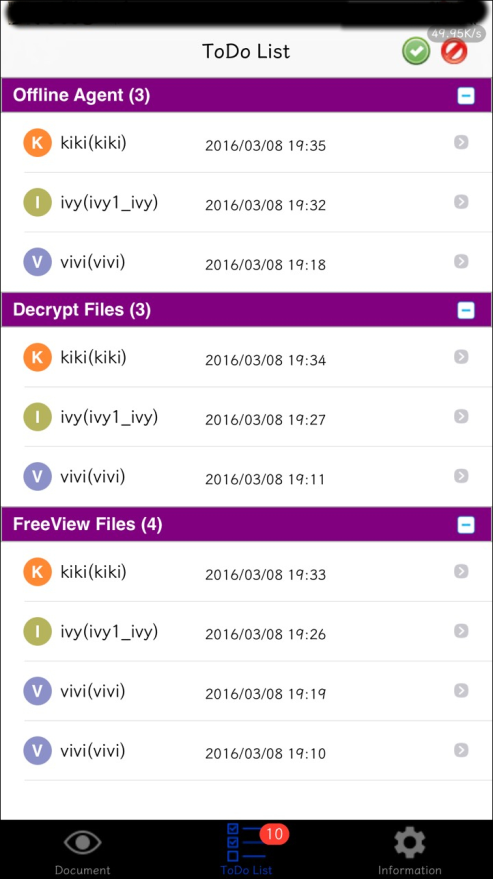 49.95K/s
ToDo List
Offline Agent (3)
K kiki(kiki) 2016/03/08 19:35
I ivy(ivy1_ivy) 2016/03/08 19:32
V vivi(vivi) 2016/03/08 19:18
Decrypt Files (3)
K kiki(kiki) 2016/03/08 19:34
I ivy(ivy1_ivy) 2016/03/08 19:27
V vivi(vivi) 2016/03/08 19:11
FreeView Files (4)
K kiki(kiki) 2016/03/08 19:33
I ivy(ivy1_ivy) 2016/03/08 19:26
V vivi(vivi) 2016/03/08 19:19
V vivi(vivi) 2016/03/08 19:10
10
Document ToDo List Information